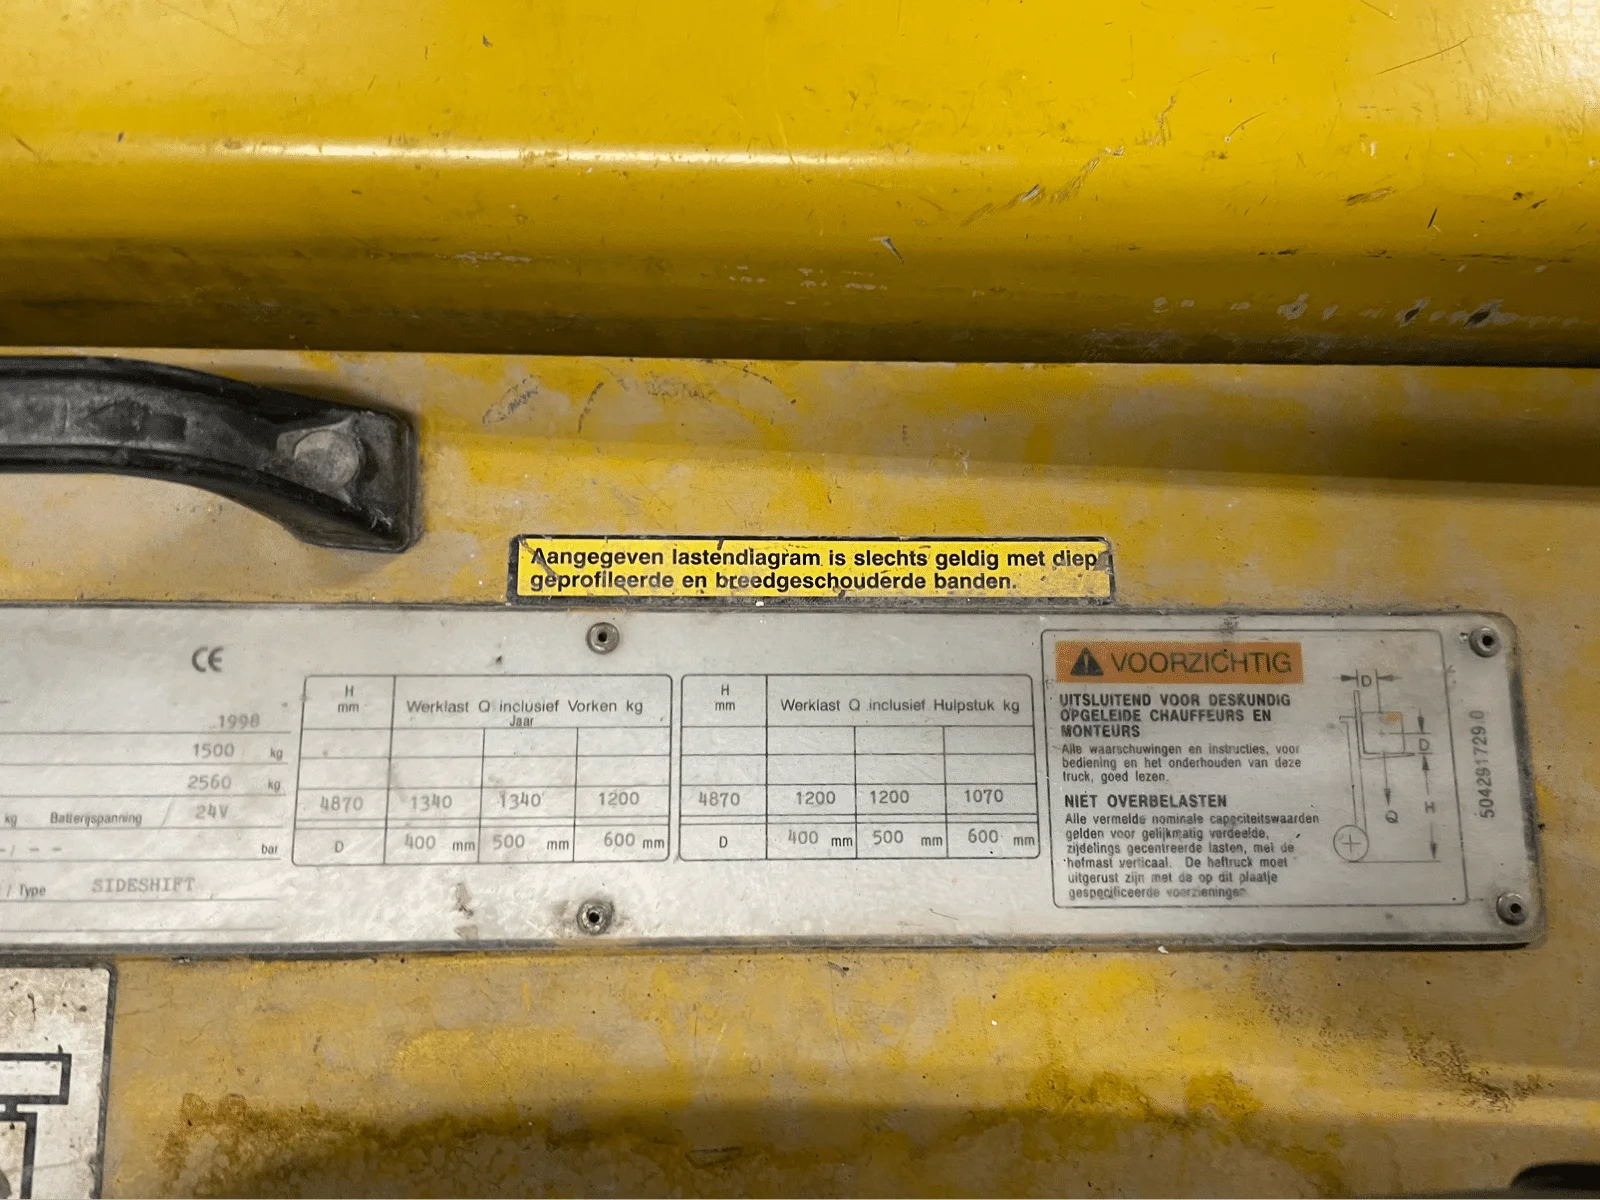 Aangegeven lastendiagram is slechts geldig met diep
geprofileerde en breedgeschouderde banden.
CE
1998
1500 kg
2560 kg
kg Batterijspanning / 24V
-/ -- bar
/ Type SIDESHIFT
H
mm
Werklast Q inclusief Vorken kg
Jaar
4870 1340 1340 1200
D 400 mm 500 mm 600 mm
H
mm
Werklast Q inclusief Hulpstuk kg
4870 1200 1200 1070
D 400 mm 500 mm 600 mm
VOORZICHTIG
UITSLUITEND VOOR DESKUNDIG
OPGELEIDE CHAUFFEURS EN
MONTEURS
Alle waarschuwingen en instructies, voor
bediening en het onderhouden van deze
truck, goed lezen.
NIET OVERBELASTEN
Alle vermelde nominale capaciteitswaarden
gelden voor gelijkmatig verdeelde,
zijdelings gecentreerde lasten, met de
hefmast verticaal. De heftruck moet
uitgerust zijn met de op dit plaatje
gespecificeerde voorzieningen
D
D
H
Q
504291729.0